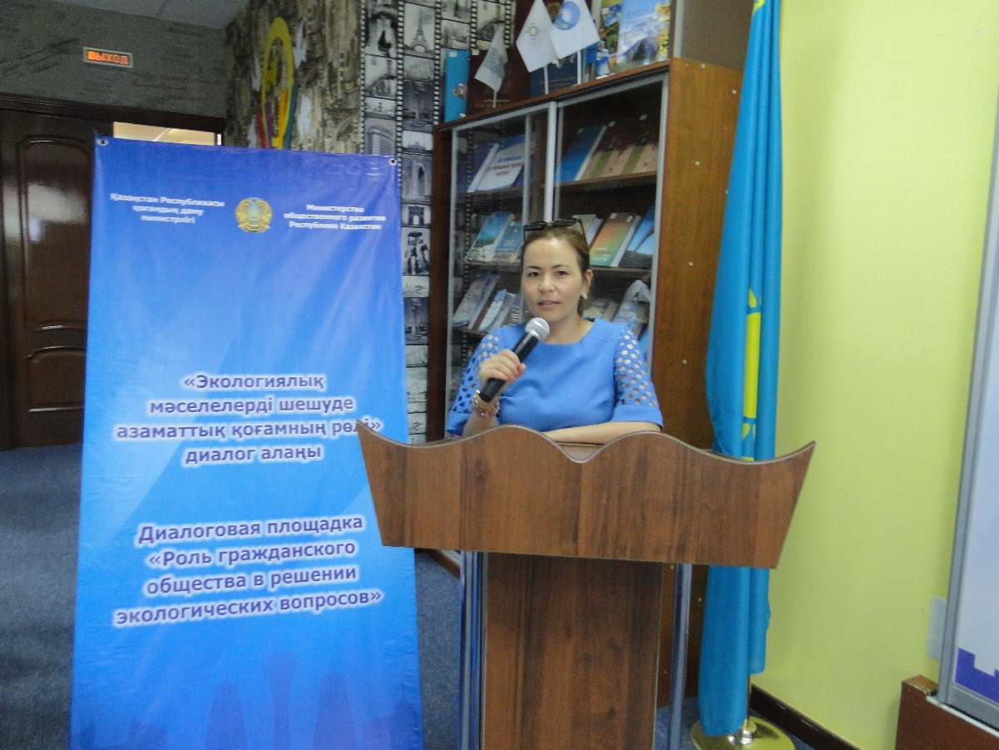 ВЫХОД
Қазақстан Республикасы
қоғамдық даму
министрлігі
Министерство
общественного развития
Республики Казахстан
«Экологиялық
мәселелерді шешуде
азаматтық қоғамның рөлі»
диалог алаңы
Диалоговая площадка
«Роль гражданского
общества в решении
экологических вопросов»